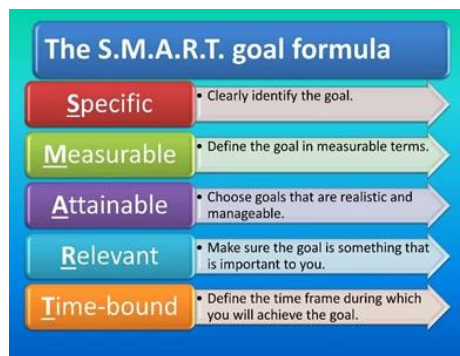 The S.M.A.R.T. goal formula
Specific
• Clearly identify the goal.
Measurable
• Define the goal in measurable terms.
Attainable
• Choose goals that are realistic and
manageable.
Relevant
• Make sure the goal is something that
is important to you.
Time-bound
• Define the time frame during which
you will achieve the goal.